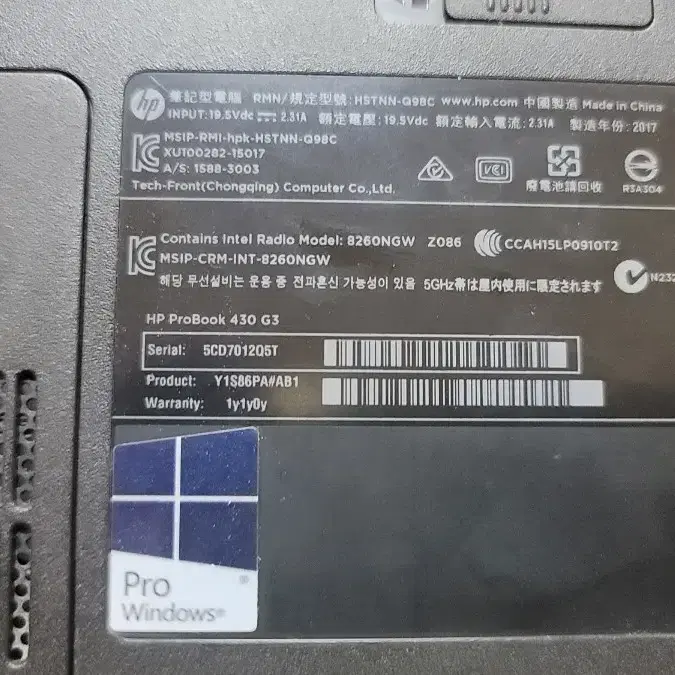 hp 筆記型電腦 RMN/規定型號: HSTNN-Q98C www.hp.com 中國製造 Made in China
INPUT: 19.5Vdc ⎓ 2.31A 額定電壓: 19.5Vdc 額定輸入電流: 2.31A 製造年份: 2017
MSIP-RMI-hpk-HSTNN-Q98C
XU100282-15017
A/S: 1588-3003
Tech-Front(Chongqing) Computer Co.,Ltd.
VCI
廢電池請回收
R3A304
Contains Intel Radio Model: 8260NGW Z086 CCAH15LP0910T2
MSIP-CRM-INT-8260NGW
해당 무선설비는 운용 중 전파혼신 가능성이 있음 5GHz帯は屋内使用に限定されます N232
HP ProBook 430 G3
Serial: 5CD7012Q5T
Product: Y1S86PA#AB1
Warranty: 1y1y0y
Pro
Windows®